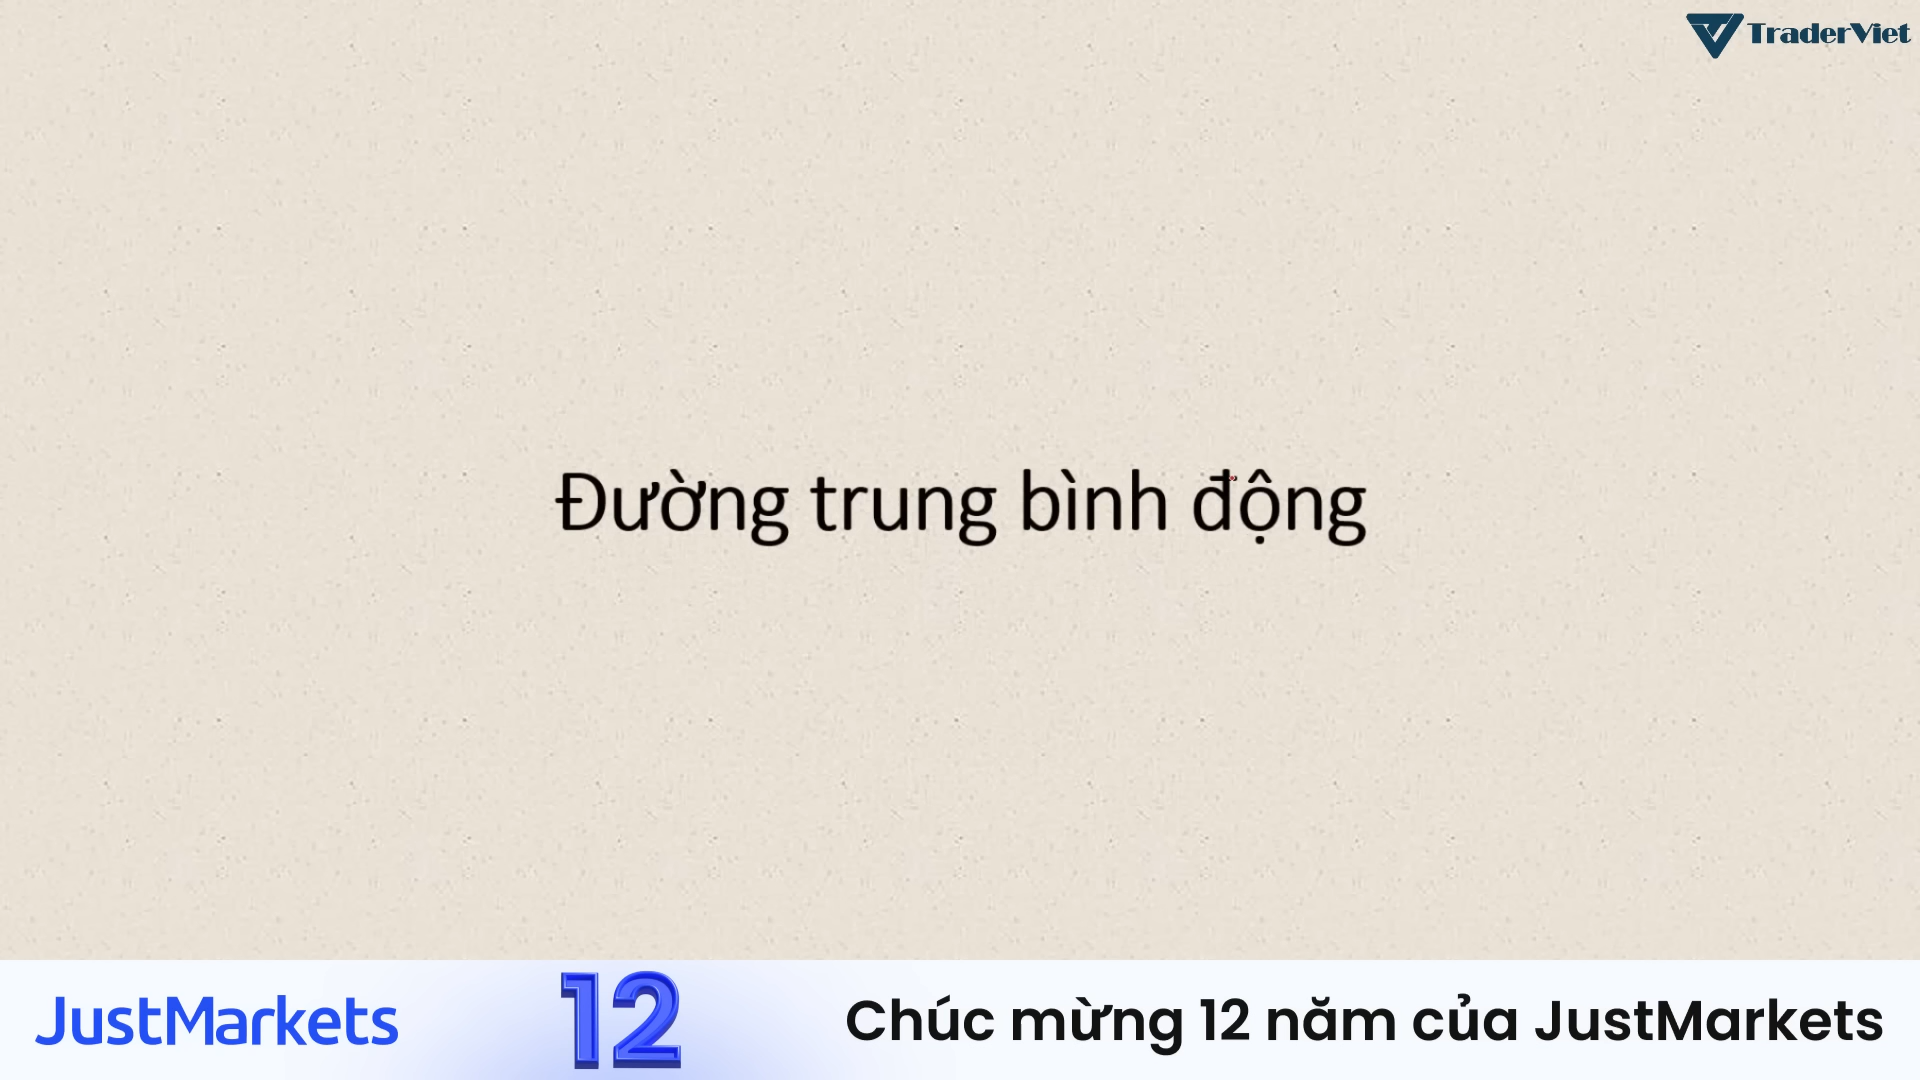 TraderViet
Đường trung bình động
JustMarkets
12
Chúc mừng 12 năm của JustMarkets